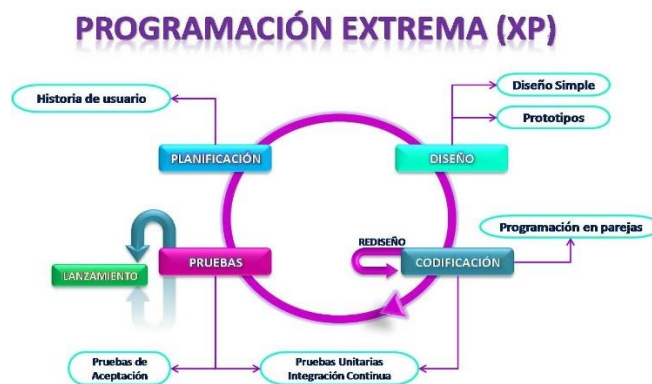 PROGRAMACIÓN EXTREMA (XP)
Historia de usuario
Diseño Simple
Prototipos
PLANIFICACIÓN
DISEÑO
Programación en parejas
REDISEÑO
LANZAMIENTO
PRUEBAS
CODIFICACIÓN
Pruebas de
Aceptación
Pruebas Unitarias
Integración Continua